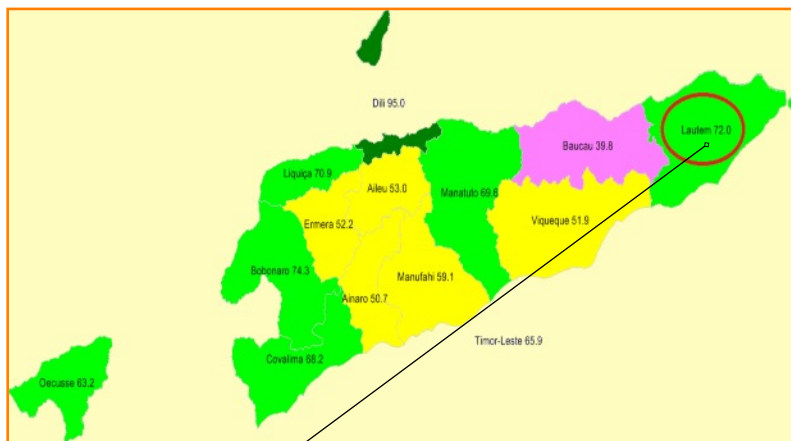 Dili 95.0
Lautem 72.0
Baucau 39.8
Liquiça 70.9
Aileu 53.0
Manatuto 69.6
Viqueque 51.9
Ermera 52.2
Bobonaro 74.3
Manufahi 59.1
Ainaro 50.7
Timor-Leste 65.9
Covalima 68.2
Oecusse 63.2